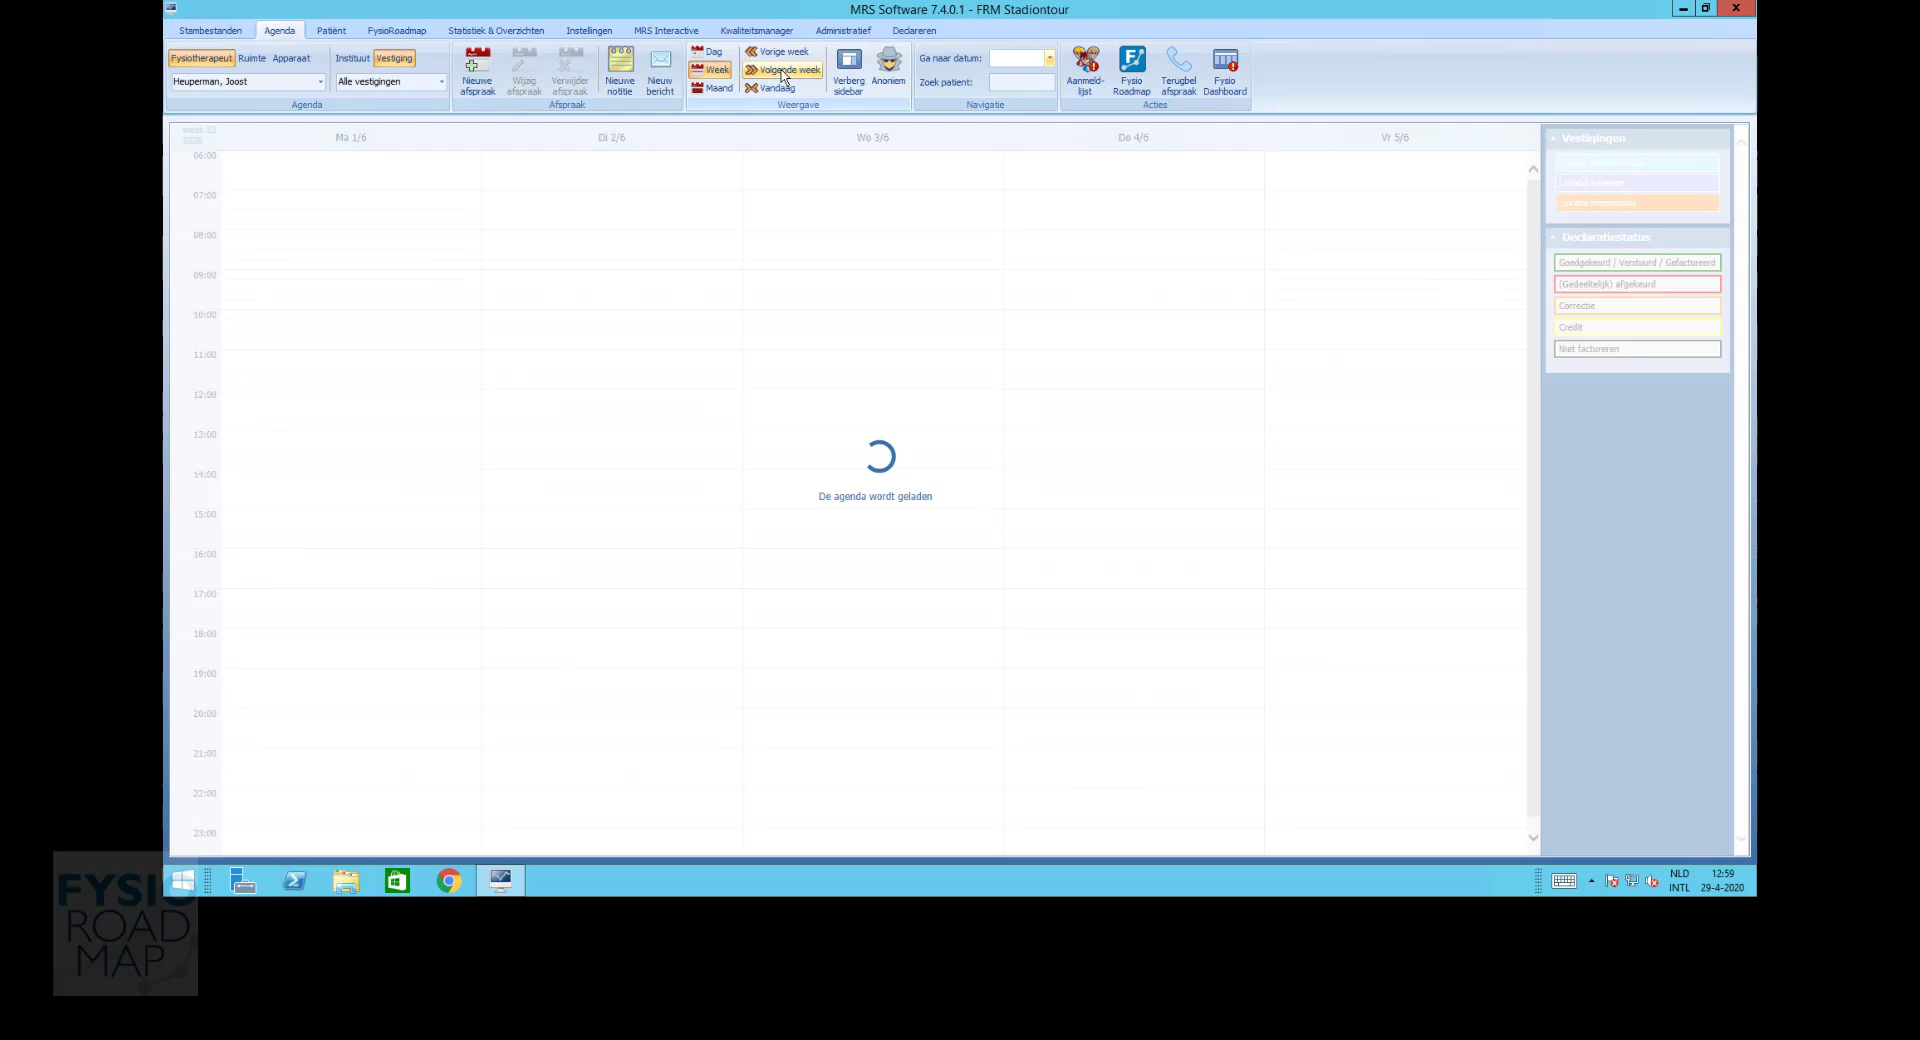 MRS Software 7.4.0.1 - FRM Stadiontour
Stambestanden Agenda Patiënt FysioRoadmap Statistiek & Overzichten Instellingen MRS Interactive Kwaliteitsmanager Administratief Declareren
Fysiotherapeut Ruimte Apparaat Instituut Vestiging
Heuperman, Joost Alle vestigingen
Agenda
Nieuwe afspraak
Wijzig afspraak
Verwijder afspraak
Nieuwe notitie
Nieuw bericht
Afspraak
Dag Vorige week
Week Volgende week
Maand Vandaag
Verberg sidebar
Anoniem
Weergave
Ga naar datum:
Zoek patient:
Navigatie
Aanmeld-
lijst
Fysio Roadmap
Terugbel afspraak
Fysio Dashboard
Acties
week 23
2020
Ma 1/6 Di 2/6 Wo 3/6 Do 4/6 Vr 5/6
06:00
07:00
08:00
09:00
10:00
11:00
12:00
13:00
14:00
15:00
16:00
17:00
18:00
19:00
20:00
21:00
22:00
23:00
De agenda wordt geladen
Vestigingen
Declaratiestatus
Goedgekeurd / Verstuurd / Gefactureerd
(Gedeeltelijk) afgekeurd
Correctie
Credit
Niet factureren
NLD 12:59
INTL 29-4-2020
FYSIO
ROAD
MAP